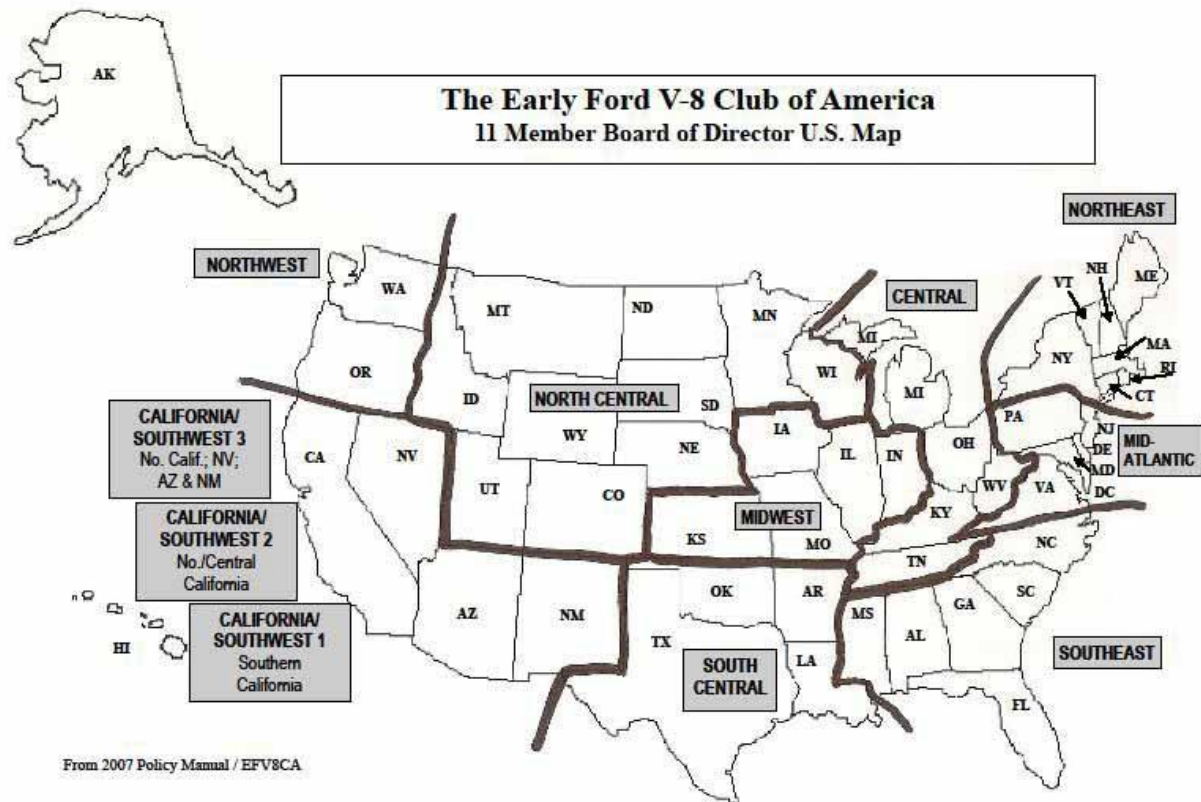 AK
The Early Ford V-8 Club of America
11 Member Board of Director U.S. Map
NORTHEAST
NORTHWEST
CENTRAL
NH
VT
ME
WA
MT
ND
MN
MI
MA
NY
RI
CT
OR
ID
NORTH CENTRAL
SD
WI
MI
WY
NE
IA
PA
NJ
OH
DE
MD
MID-
ATLANTIC
DC
CALIFORNIA/
SOUTHWEST 3
No. Calif.; NV;
AZ & NM
CA
NV
UT
CO
IL
IN
WV
VA
KY
KS
MIDWEST
MO
CALIFORNIA/
SOUTHWEST 2
No./Central
California
TN
NC
AZ
NM
OK
AR
MS
AL
GA
SC
HI
CALIFORNIA/
SOUTHWEST 1
Southern
California
TX
SOUTH
CENTRAL
LA
SOUTHEAST
FL
From 2007 Policy Manual / EFV8CA